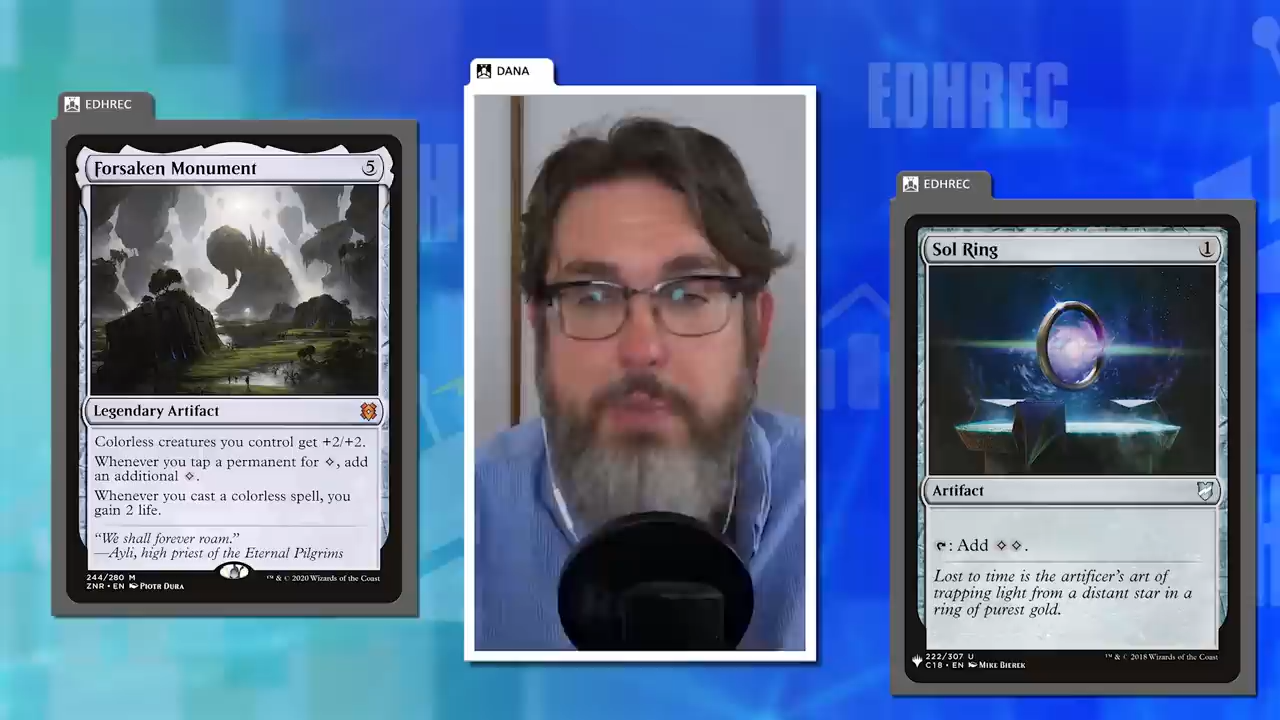 EDHREC
Forsaken Monument 5
Legendary Artifact
Colorless creatures you control get +2/+2.
Whenever you tap a permanent for ◇, add
an additional ◇.
Whenever you cast a colorless spell, you
gain 2 life.
"We shall forever roam."
—Ayli, high priest of the Eternal Pilgrims
244/280 M
ZNR • EN Piotr Dura
™ & © 2020 Wizards of the Coast
DANA
EDHREC
EDHREC
Sol Ring 1
Artifact
: Add ◇◇.
Lost to time is the artificer's art of
trapping light from a distant star in a
ring of purest gold.
222/307 U
C18 • EN Mike Bierek
™ & © 2018 Wizards of the Coast